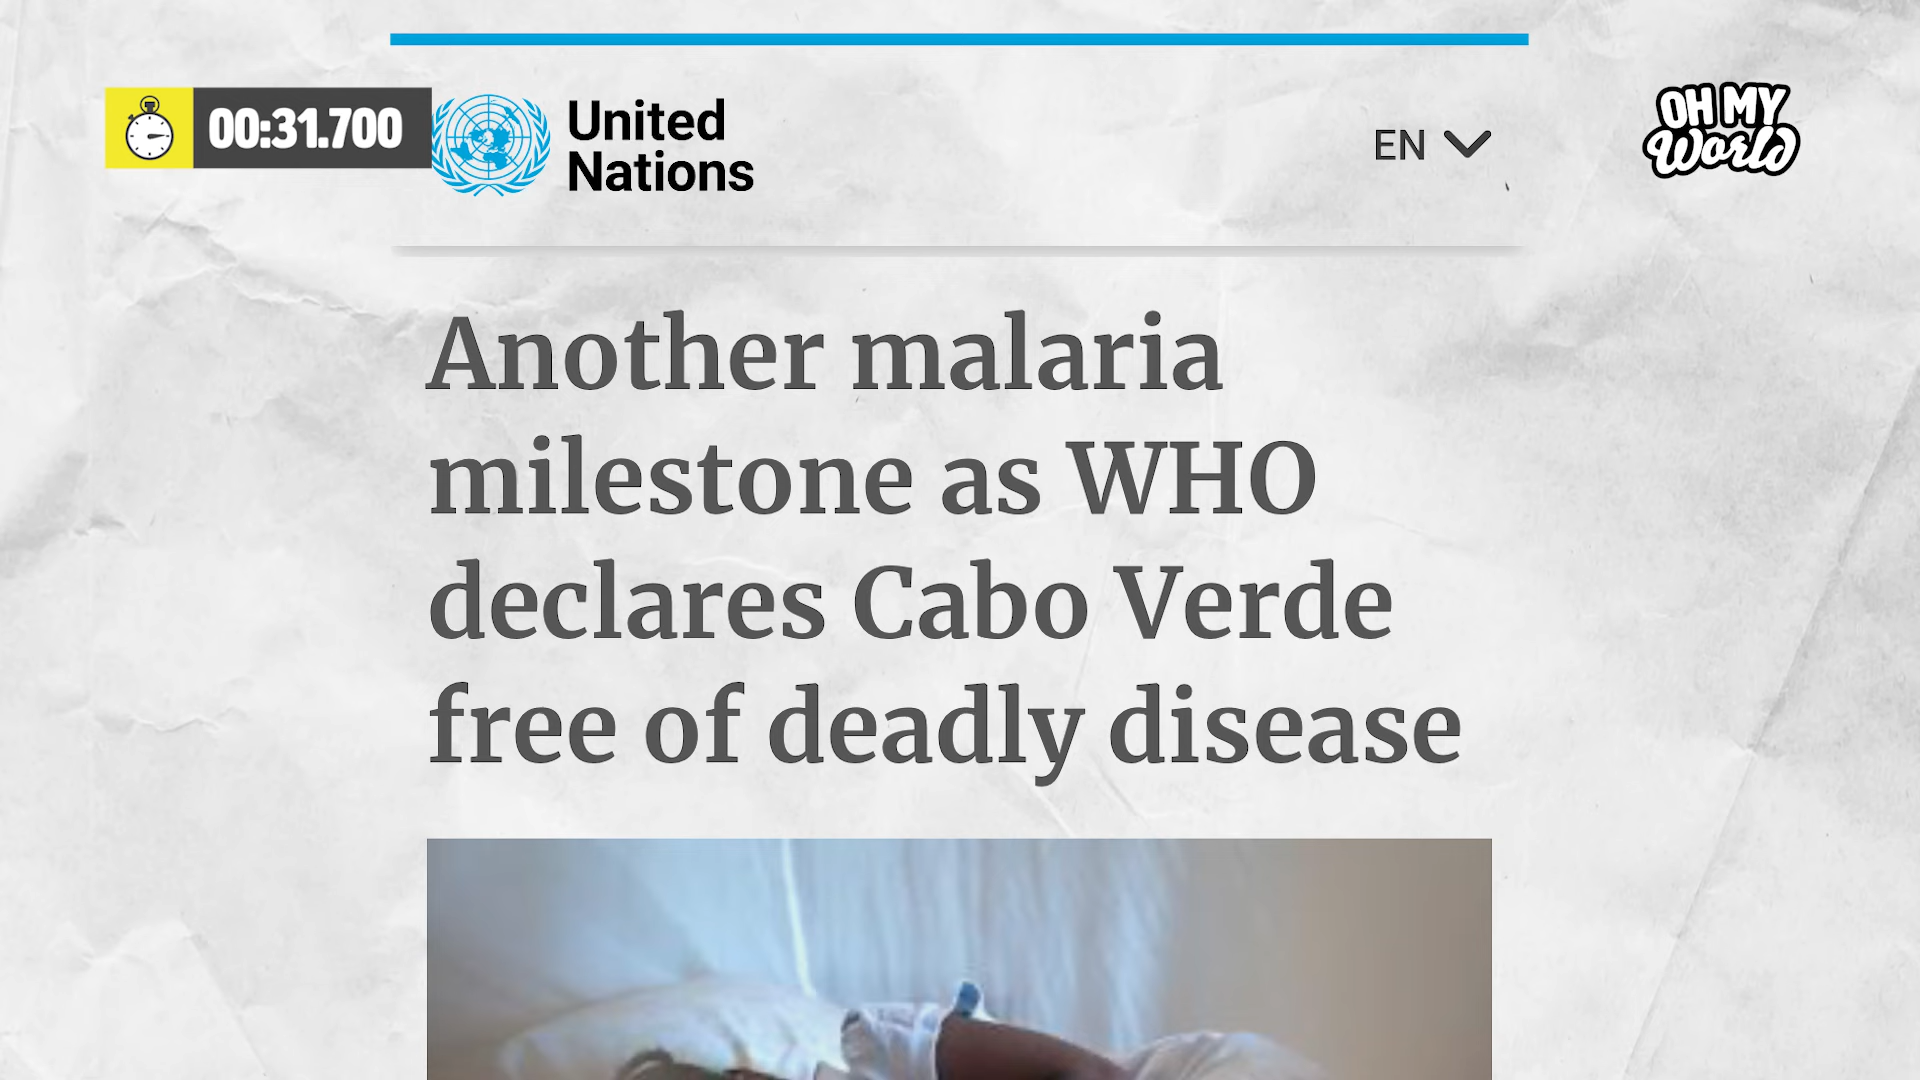 00:31.700
United
Nations
EN
OH MY
World
Another malaria
milestone as WHO
declares Cabo Verde
free of deadly disease